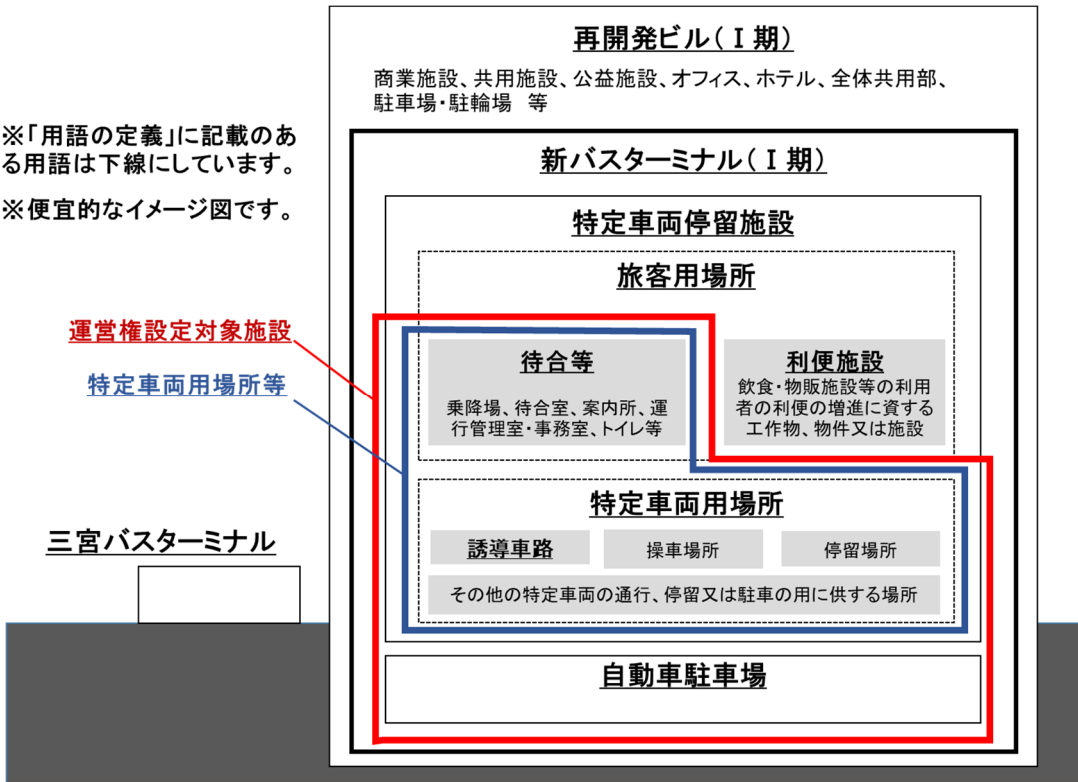 再開発ビル（Ⅰ期）
商業施設、共用施設、公益施設、オフィス、ホテル、全体共用部、
駐車場・駐輪場　等
※「用語の定義」に記載のあ
る用語は下線にしています。
※便宜的なイメージ図です。
新バスターミナル（Ⅰ期）
特定車両停留施設
旅客用場所
運営権設定対象施設
特定車両用場所等
待合等
乗降場、待合室、案内所、運
行管理室・事務室、トイレ等
利便施設
飲食・物販施設等の利用
者の利便の増進に資する
工作物、物件又は施設
特定車両用場所
誘導車路
操車場所
停留場所
その他の特定車両の通行、停留又は駐車の用に供する場所
三宮バスターミナル
自動車駐車場